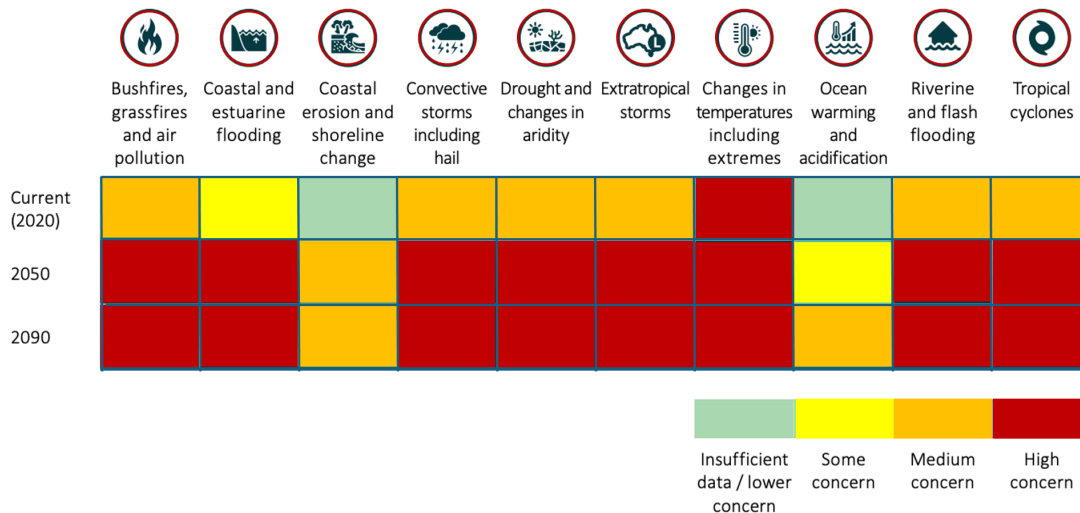 Bushfires,
grassfires
and air
pollution
Coastal and
estuarine
flooding
Coastal
erosion and
shoreline
change
Convective
storms
including
hail
Drought and
changes in
aridity
L
Extratropical
storms
Changes in
temperatures
including
extremes
Ocean
warming
and
acidification
Riverine
and flash
flooding
Tropical
cyclones
Current
(2020)
2050
2090
Insufficient
data / lower
concern
Some
concern
Medium
concern
High
concern